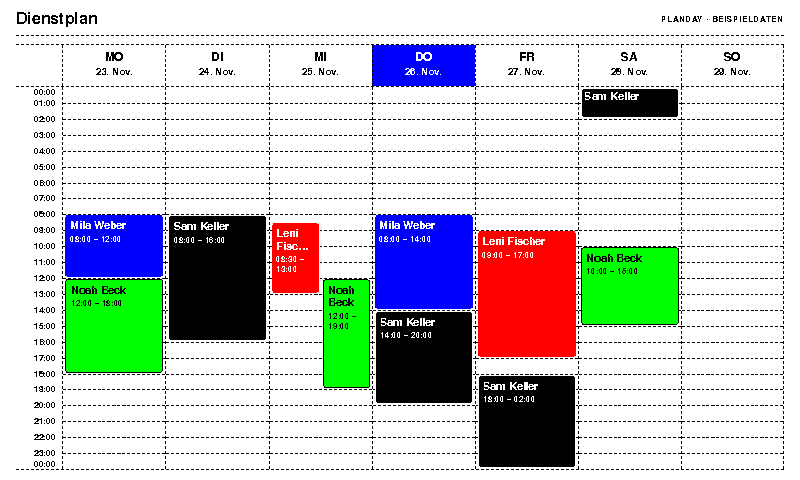 Dienstplan
PLANDAY · BEISPIELDATEN
MO
23. Nov.
DI
24. Nov.
MI
25. Nov.
DO
26. Nov.
FR
27. Nov.
SA
28. Nov.
SO
29. Nov.
00:00
01:00
02:00
03:00
04:00
05:00
06:00
07:00
08:00
09:00
10:00
11:00
12:00
13:00
14:00
15:00
16:00
17:00
18:00
19:00
20:00
21:00
22:00
23:00
00:00
Mila Weber
08:00 – 12:00
Noah Beck
12:00 – 18:00
Sam Keller
08:00 – 16:00
Leni
Fisc...
08:30 –
13:00
Noah
Beck
12:00 –
19:00
Mila Weber
08:00 – 14:00
Sam Keller
14:00 – 20:00
Leni Fischer
09:00 – 17:00
Sam Keller
18:00 – 02:00
Sam Keller
Noah Beck
10:00 – 15:00